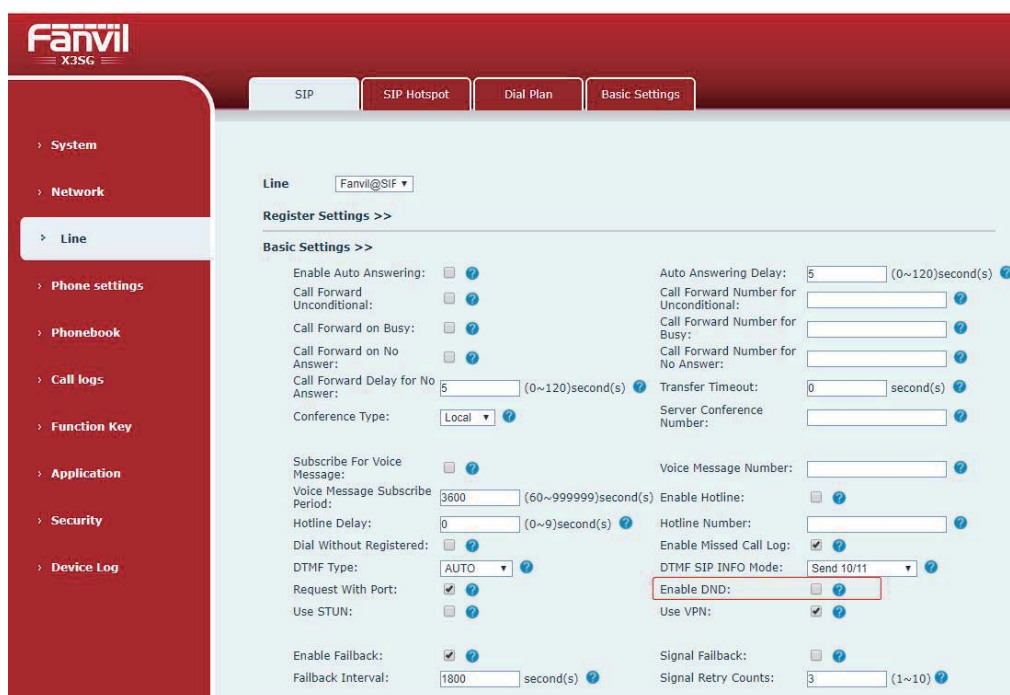 Fanvil
X3SG
SIP
SIP Hotspot
Dial Plan
Basic Settings
› System
› Network
› Line
› Phone settings
› Phonebook
› Call logs
› Function Key
› Application
› Security
› Device Log
Line Fanvil@SIF
Register Settings >>
Basic Settings >>
Enable Auto Answering: ? Auto Answering Delay: 5 (0~120)second(s) ?
Call Forward Unconditional: ? Call Forward Number for Unconditional: ?
Call Forward on Busy: ? Call Forward Number for Busy: ?
Call Forward on No Answer: ? Call Forward Number for No Answer: ?
Call Forward Delay for No Answer: 5 (0~120)second(s) ? Transfer Timeout: 0 second(s) ?
Conference Type: Local ? Server Conference Number: ?
Subscribe For Voice Message: ? Voice Message Number: ?
Voice Message Subscribe Period: 3600 (60~999999)second(s) Enable Hotline: ?
Hotline Delay: 0 (0~9)second(s) ? Hotline Number: ?
Dial Without Registered: ? Enable Missed Call Log: ?
DTMF Type: AUTO ? DTMF SIP INFO Mode: Send 10/11 ?
Request With Port: ? Enable DND: ?
Use STUN: ? Use VPN: ?
Enable Failback: ? Signal Failback: ?
Failback Interval: 1800 second(s) ? Signal Retry Counts: 3 (1~10) ?